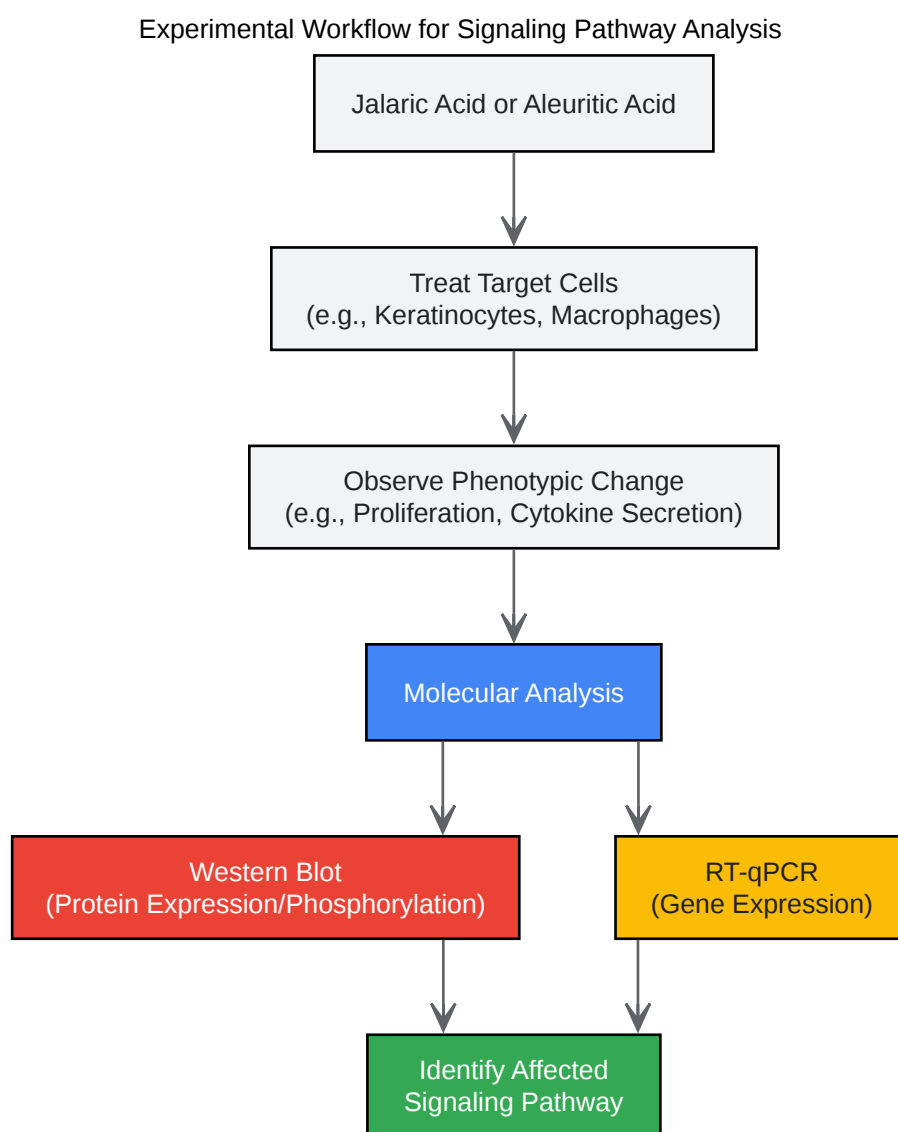 Experimental Workflow for Signaling Pathway Analysis
Jalaric Acid or Aleuritic Acid
Treat Target Cells
(e.g., Keratinocytes, Macrophages)
Observe Phenotypic Change
(e.g., Proliferation, Cytokine Secretion)
Molecular Analysis
Western Blot
(Protein Expression/Phosphorylation)
RT-qPCR
(Gene Expression)
Identify Affected
Signaling Pathway